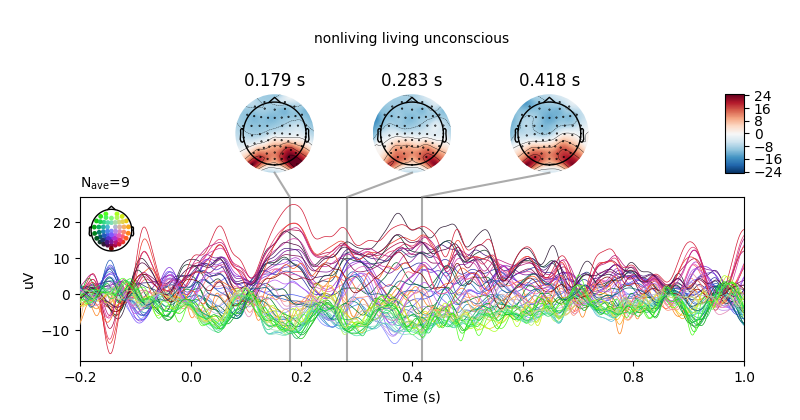 nonliving living unconscious
0.179 s 0.283 s 0.418 s
24
16
8
0
−8
−16
−24
Nave=9
20
10
0
−10
uV
−0.2 0.0 0.2 0.4 0.6 0.8 1.0
Time (s)